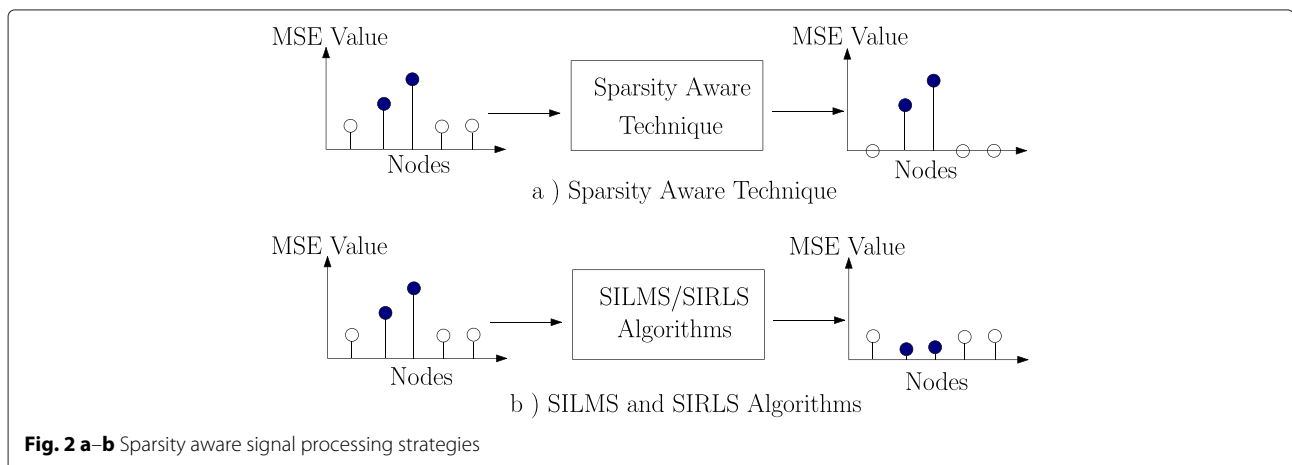 MSE Value
MSE Value
Sparsity Aware
Technique
Nodes
Nodes
a ) Sparsity Aware Technique
MSE Value
MSE Value
SILMS/SIRLS
Algorithms
Nodes
Nodes
b ) SILMS and SIRLS Algorithms
Fig. 2 a–b Sparsity aware signal processing strategies